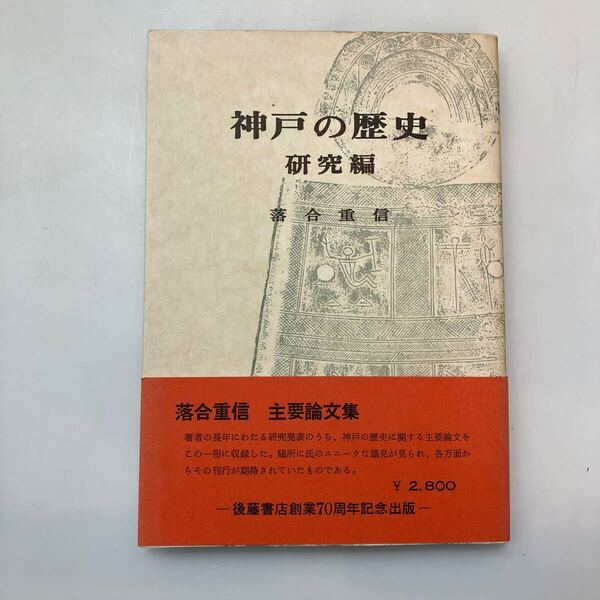 神戸の歴史
研究編
落合重信
落合重信 主要論文集
著者の長年にわたる研究発表のうち、神戸の歴史に関する主要論文を
この一冊に収録した。随所に氏のユニークな識見が見られ、各方面か
らその刊行が期待されていたものである。
¥ 2,800
—後藤書店創業70周年記念出版—